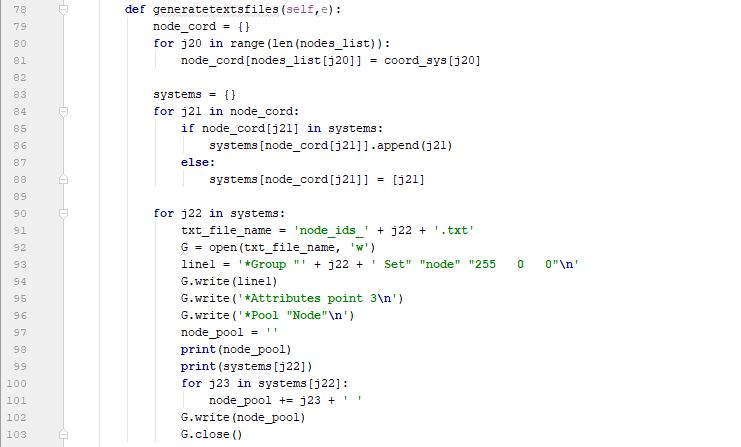 78 def generatetextsfiles(self,e):
79 node_cord = {}
80 for j20 in range(len(nodes_list)):
81 node_cord[nodes_list[j20]] = coord_sys[j20]
82
83 systems = {}
84 for j21 in node_cord:
85 if node_cord[j21] in systems:
86 systems[node_cord[j21]].append(j21)
87 else:
88 systems[node_cord[j21]] = [j21]
89
90 for j22 in systems:
91 txt_file_name = 'node_ids_' + j22 + '.txt'
92 G = open(txt_file_name, 'w')
93 line1 = '*Group "' + j22 + ' Set" "node" "255   0   0"\n'
94 G.write(line1)
95 G.write('*Attributes point 3\n')
96 G.write('*Pool "Node"\n')
97 node_pool = ''
98 print(node_pool)
99 print(systems[j22])
100 for j23 in systems[j22]:
101 node_pool += j23 + ' '
102 G.write(node_pool)
103 G.close()